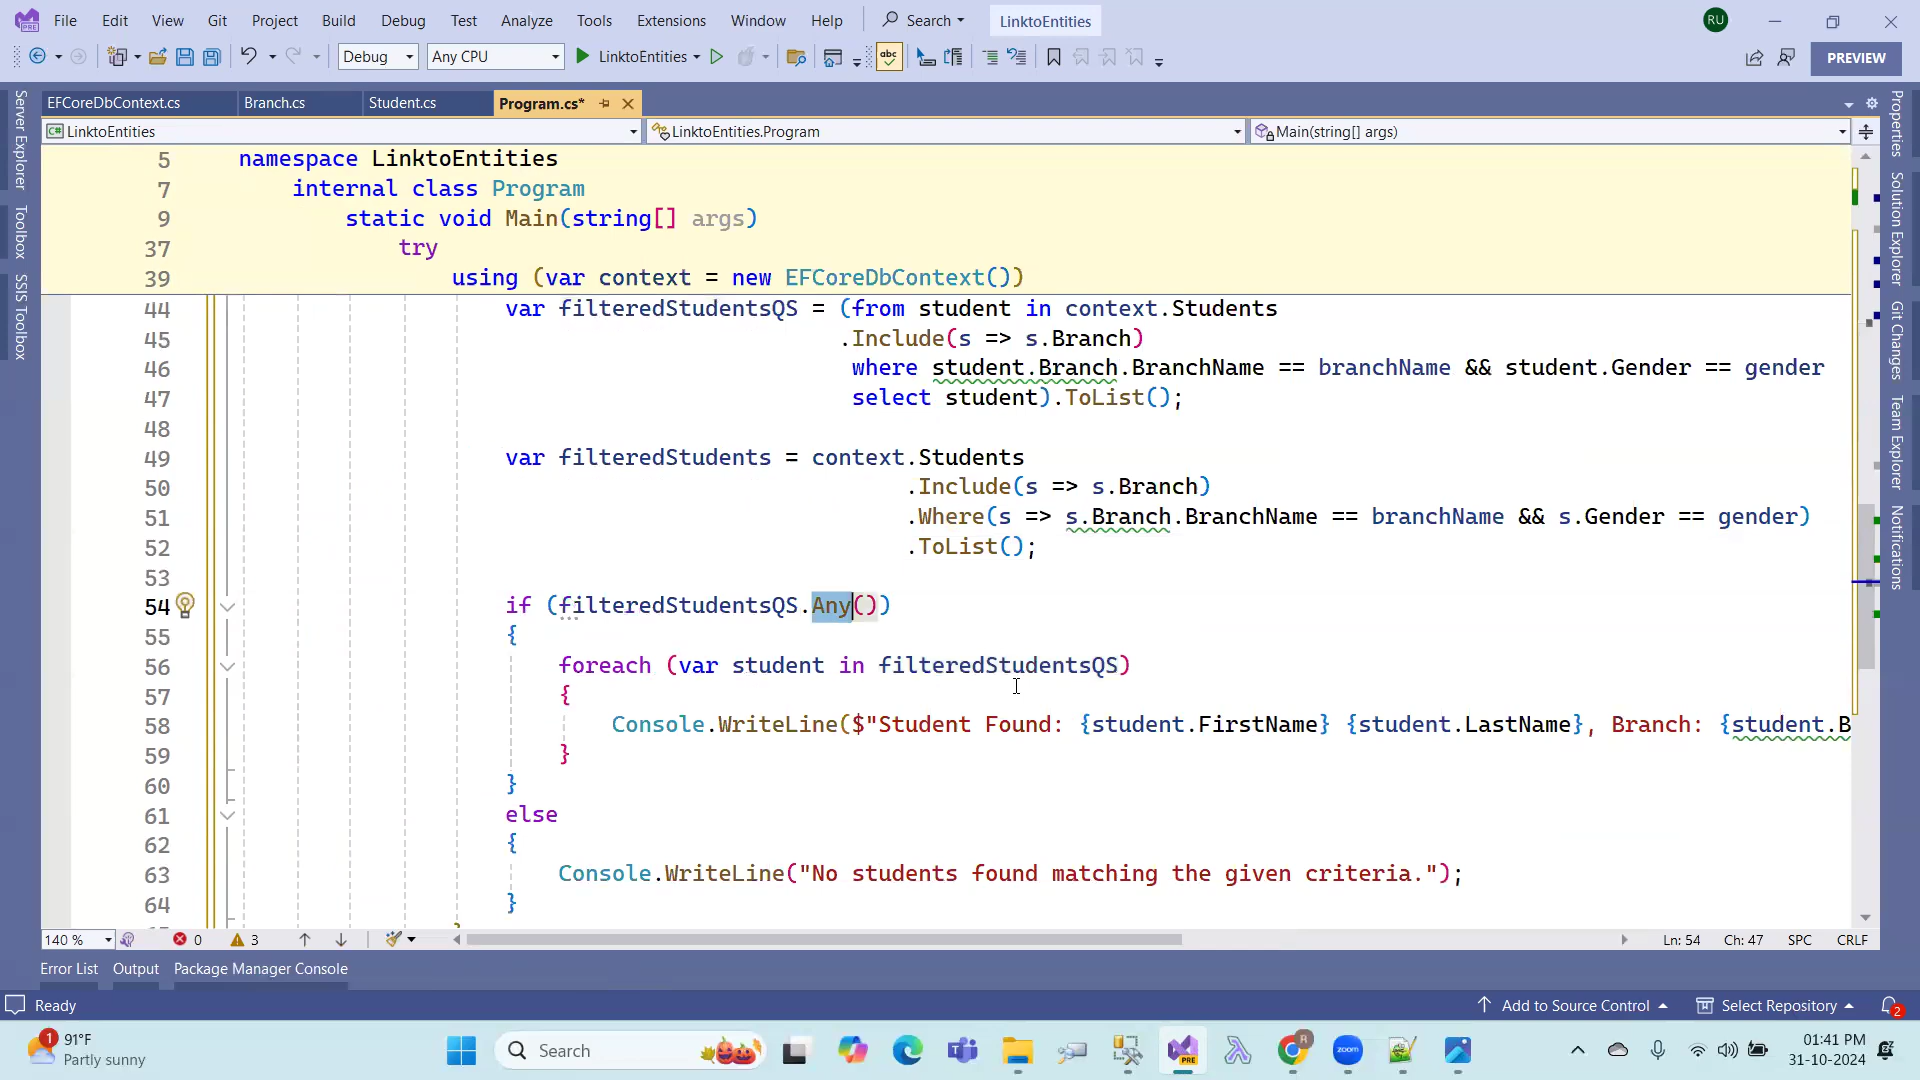 File Edit View Git Project Build Debug Test Analyze Tools Extensions Window Help Search LinktoEntities RU
Debug Any CPU LinktoEntities PREVIEW
EFCoreDbContext.cs Branch.cs Student.cs Program.cs*
LinktoEntities LinktoEntities.Program Main(string[] args)
Server Explorer
Toolbox
SSIS Toolbox
5 namespace LinktoEntities
7 internal class Program
9 static void Main(string[] args)
37 try
39 using (var context = new EFCoreDbContext())
44 var filteredStudentsQS = (from student in context.Students
45 .Include(s => s.Branch)
46 where student.Branch.BranchName == branchName && student.Gender == gender
47 select student).ToList();
48
49 var filteredStudents = context.Students
50 .Include(s => s.Branch)
51 .Where(s => s.Branch.BranchName == branchName && s.Gender == gender)
52 .ToList();
53
54 if (filteredStudentsQS.Any())
55 {
56 foreach (var student in filteredStudentsQS)
57 {
58 Console.WriteLine($"Student Found: {student.FirstName} {student.LastName}, Branch: {student.B
59 }
60 }
61 else
62 {
63 Console.WriteLine("No students found matching the given criteria.");
64 }
Properties
Solution Explorer
Git Changes
Team Explorer
Notifications
140 % 0 3 Ln: 54 Ch: 47 SPC CRLF
Error List Output Package Manager Console
Ready Add to Source Control Select Repository 2
1 91°F
Partly sunny
Search
PRE
zoom
01:41 PM
31-10-2024